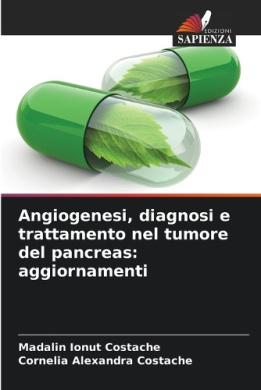 EDIZIONI
SAPIENZA
Angiogenesi, diagnosi e
trattamento nel tumore
del pancreas:
aggiornamenti
Madalin Ionut Costache
Cornelia Alexandra Costache